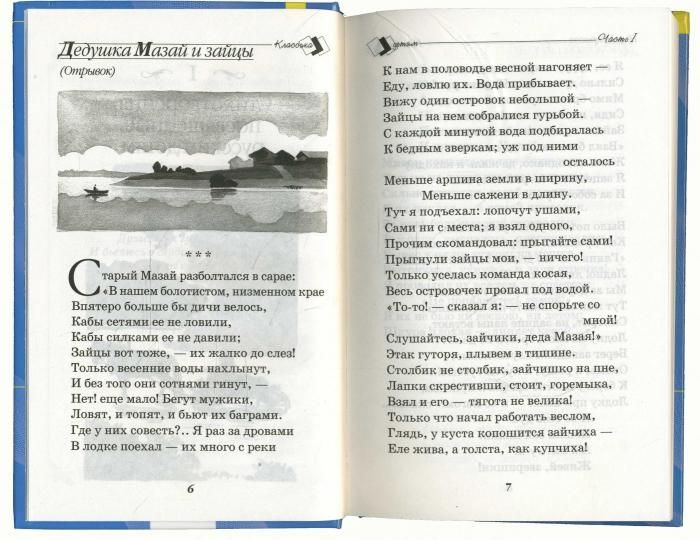 Классика
Дедушка Мазай и зайцы
(Отрывок)
***
Старый Мазай разболтался в сарае:
«В нашем болотистом, низменном крае
Впятеро больше бы дичи велось,
Кабы сетями ее не ловили,
Кабы силками ее не давили;
Зайцы вот тоже, — их жалко до слез!
Только весенние воды нахлынут,
И без того они сотнями гинут, —
Нет! еще мало! Бегут мужики,
Ловят, и топят, и бьют их баграми.
Где у них совесть?.. Я раз за дровами
В лодке поехал — их много с реки
6
детям
Часть I
К нам в половодье весной нагоняет —
Еду, ловлю их. Вода прибывает.
Вижу один островок небольшой —
Зайцы на нем собралися гурьбой.
С каждой минутой вода подбиралась
К бедным зверкам; уж под ними
осталось
Меньше аршина земли в ширину,
Меньше сажени в длину.
Тут я подъехал: лопочут ушами,
Сами ни с места; я взял одного,
Прочим скомандовал: прыгайте сами!
Прыгнули зайцы мои, — ничего!
Только уселась команда косая,
Весь островочек пропал под водой.
«То-то! — сказал я: — не спорьте со
мной!
Слушайтесь, зайчики, деда Мазая!»
Этак гуторя, плывем в тишине.
Столбик не столбик, зайчишко на пне,
Лапки скрестивши, стоит, горемыка,
Взял и его — тягота не велика!
Только что начал работать веслом,
Глядь, у куста копошится зайчиха —
Еле жива, а толста, как купчиха!
7